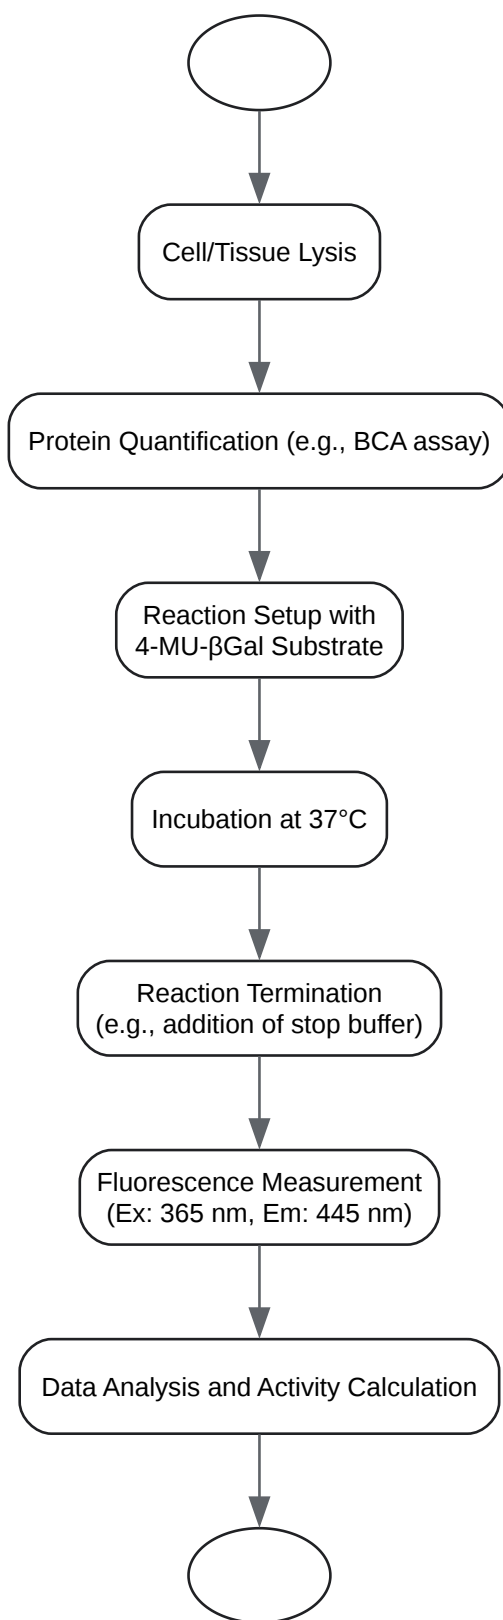 Cell/Tissue Lysis
Protein Quantification (e.g., BCA assay)
Reaction Setup with
4-MU-βGal Substrate
Incubation at 37°C
Reaction Termination
(e.g., addition of stop buffer)
Fluorescence Measurement
(Ex: 365 nm, Em: 445 nm)
Data Analysis and Activity Calculation